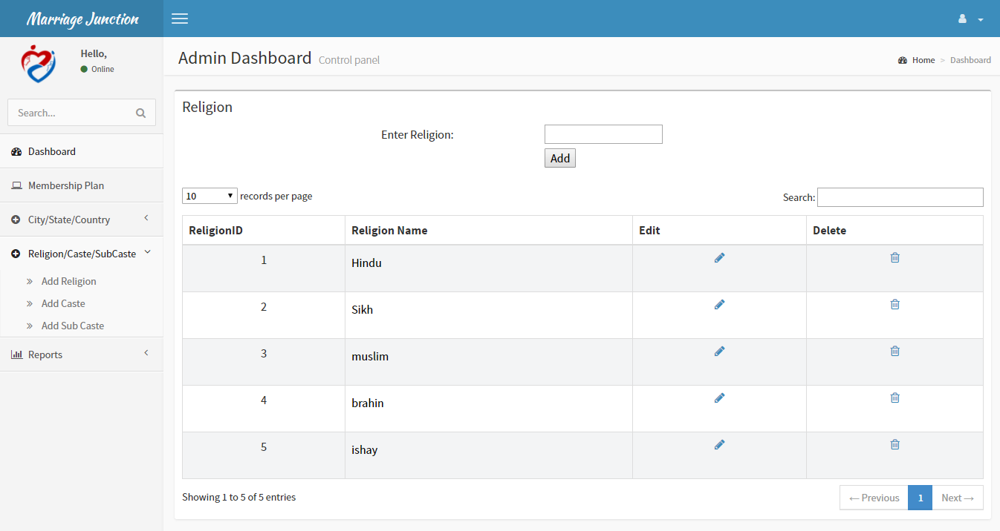 Marriage Junction
Hello,
Online
Search...
Dashboard
Membership Plan
City/State/Country
Religion/Caste/SubCaste
Add Religion
Add Caste
Add Sub Caste
Reports
Admin Dashboard Control panel
Home > Dashboard
Religion
Enter Religion:
Add
10 records per page
Search:
ReligionID Religion Name Edit Delete
1 Hindu
2 Sikh
3 muslim
4 brahin
5 ishay
Showing 1 to 5 of 5 entries
← Previous 1 Next →